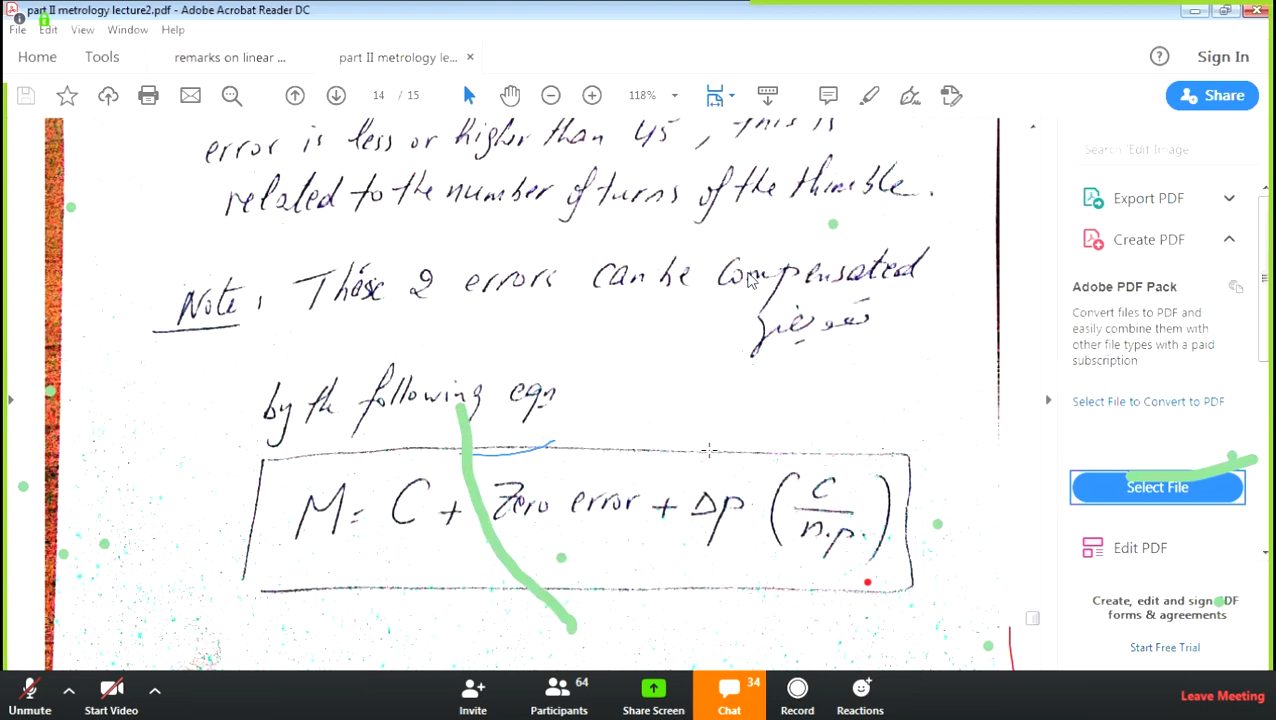 part II metrology lecture2.pdf - Adobe Acrobat Reader DC
File Edit View Window Help
Home Tools remarks on linear ... part II metrology le... × Sign In
14 / 15 118% Share
error is less or higher than 45, This is
related to the number of turns of the thimble.
Note: Those 2 errors can be compensated
by the following eqn
M = C + Zero error + Δp (C / n.p.)
Search 'Edit Image'
Export PDF
Create PDF
Adobe PDF Pack
Convert files to PDF and
easily combine them with
other file types with a paid
subscription
Select File to Convert to PDF
Select File
Edit PDF
Create, edit and sign PDF
forms & agreements
Start Free Trial
34
64
Unmute Start Video Invite Participants Share Screen Chat Record Reactions Leave Meeting